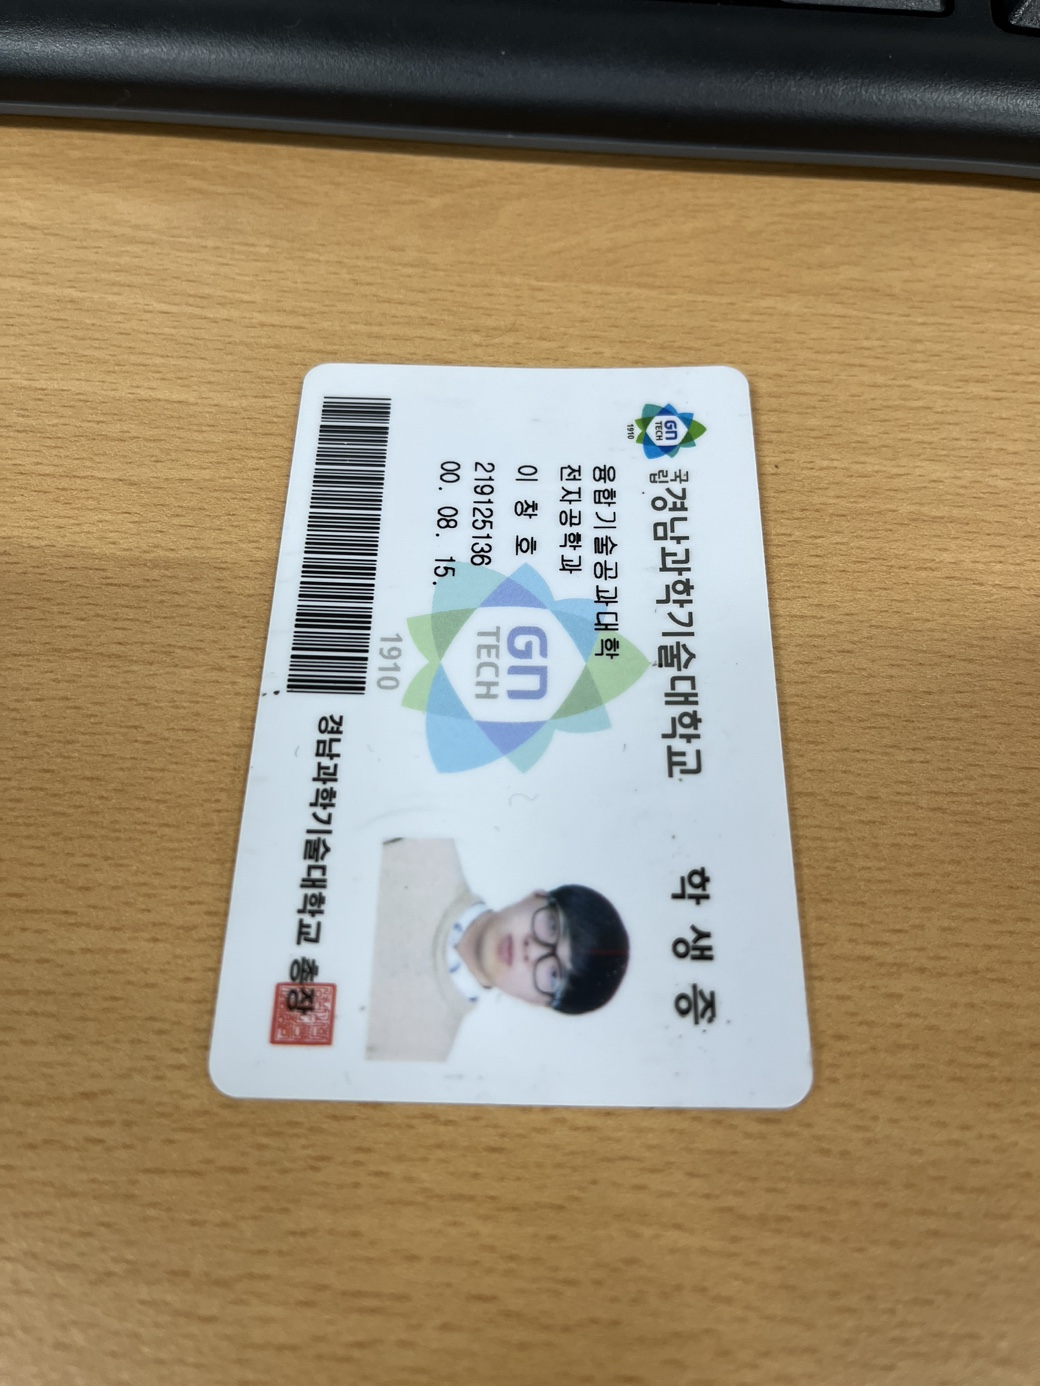 GN
TECH
1910
국립 경남과학기술대학교 학생증
융합기술공과대학
전자공학과
이 창 호
219125136
00. 08. 15.
GN
TECH
1910
경남과학기술대학교 총장